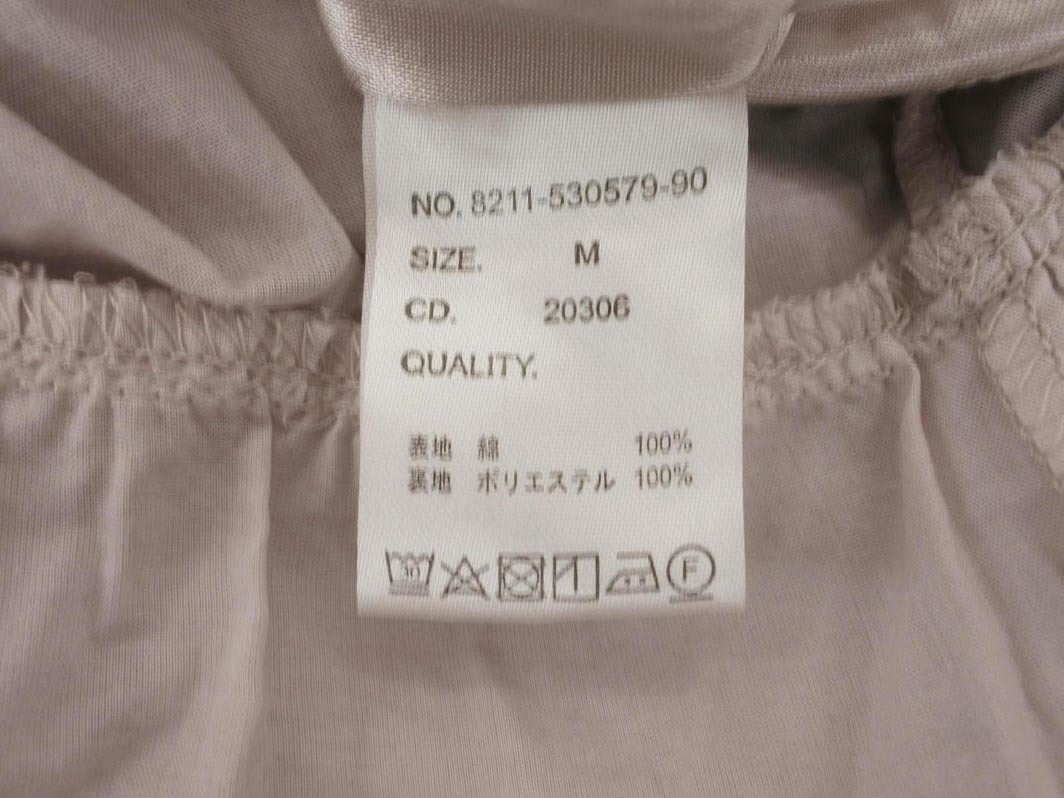 NO. 8211-530579-90
SIZE. M
CD. 20306
QUALITY.
表地 綿 100%
裏地 ポリエステル 100%
30 F